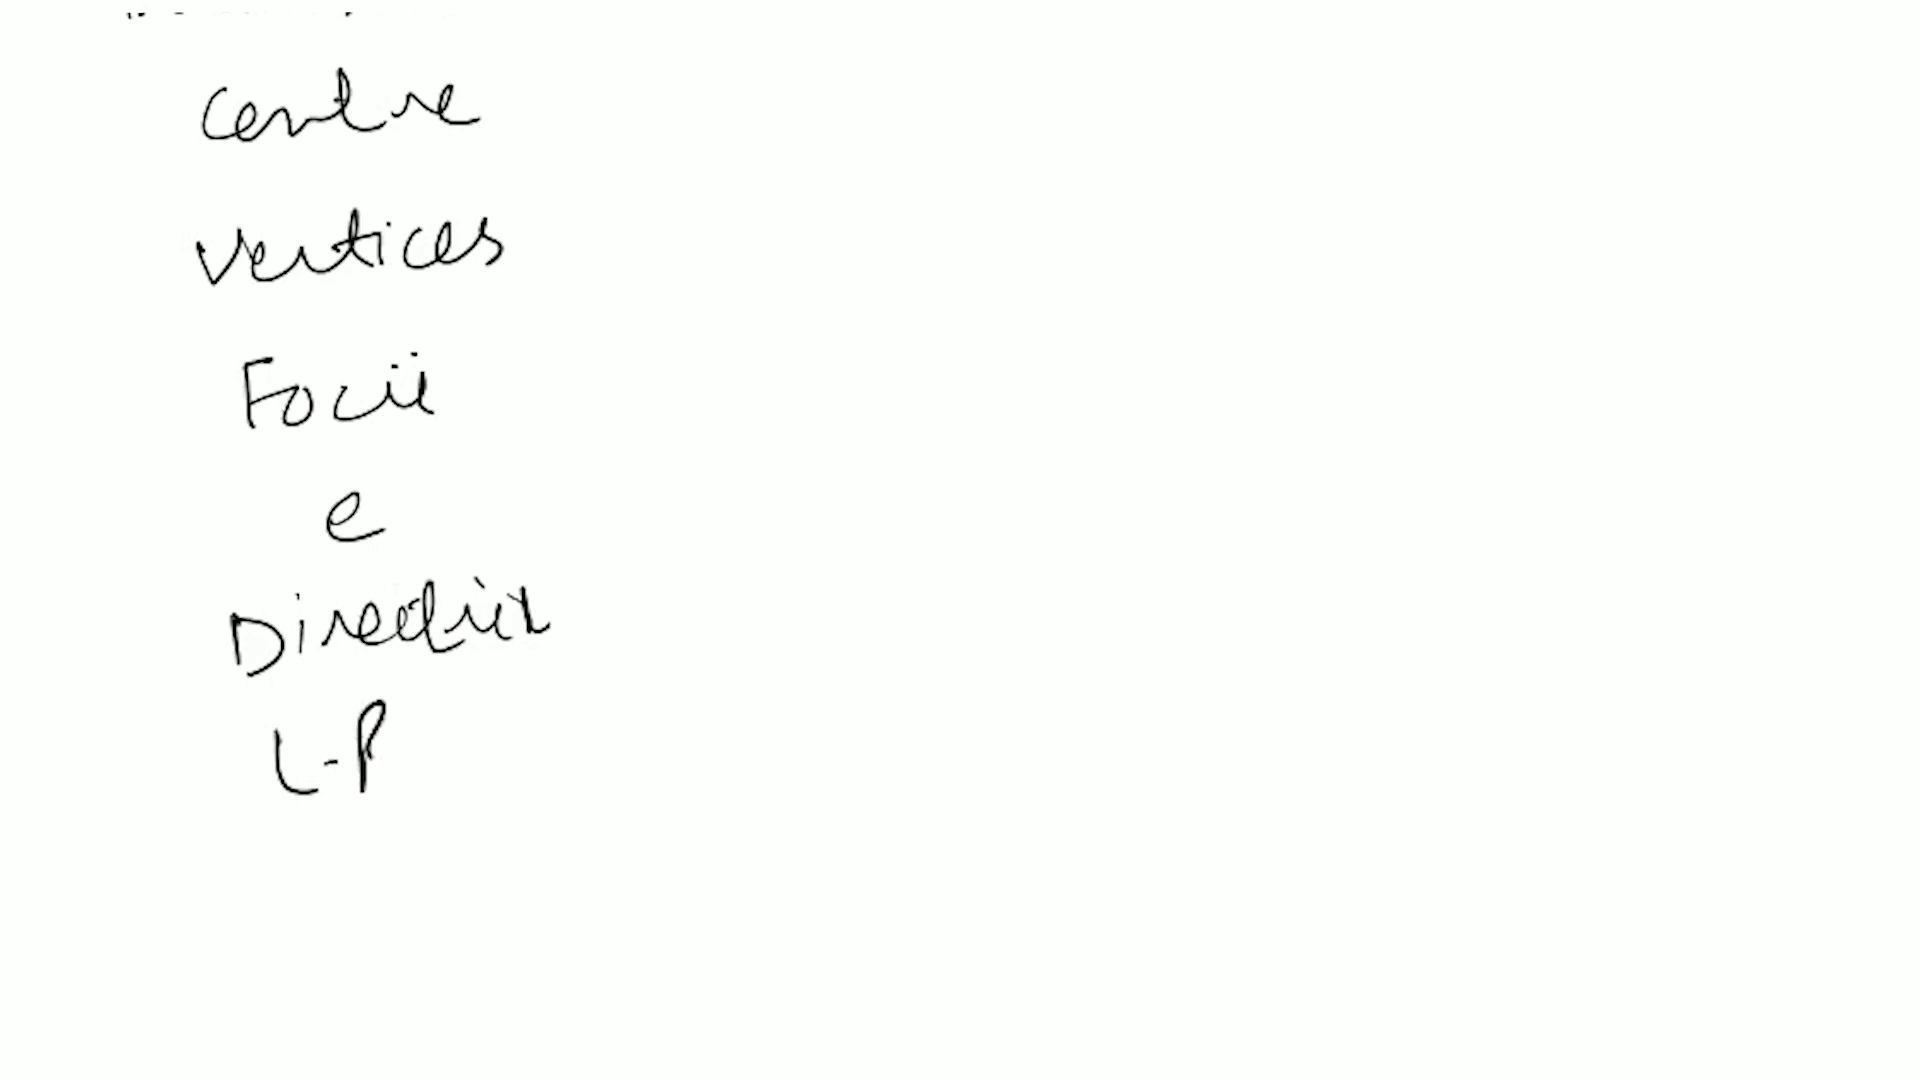 Centre
Vertices
Focii
e
Directrix
L-R